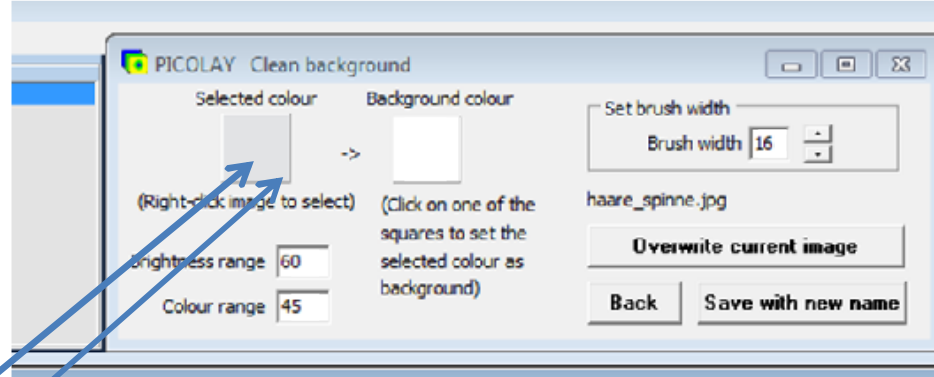 PICOLAY Clean background
Selected colour
Background colour
->
(Right-click image to select)
(Click on one of the
squares to set the
selected colour as
background)
Brightness range 60
Colour range 45
Set brush width
Brush width 16
haare_spinne.jpg
Overwrite current image
Back
Save with new name